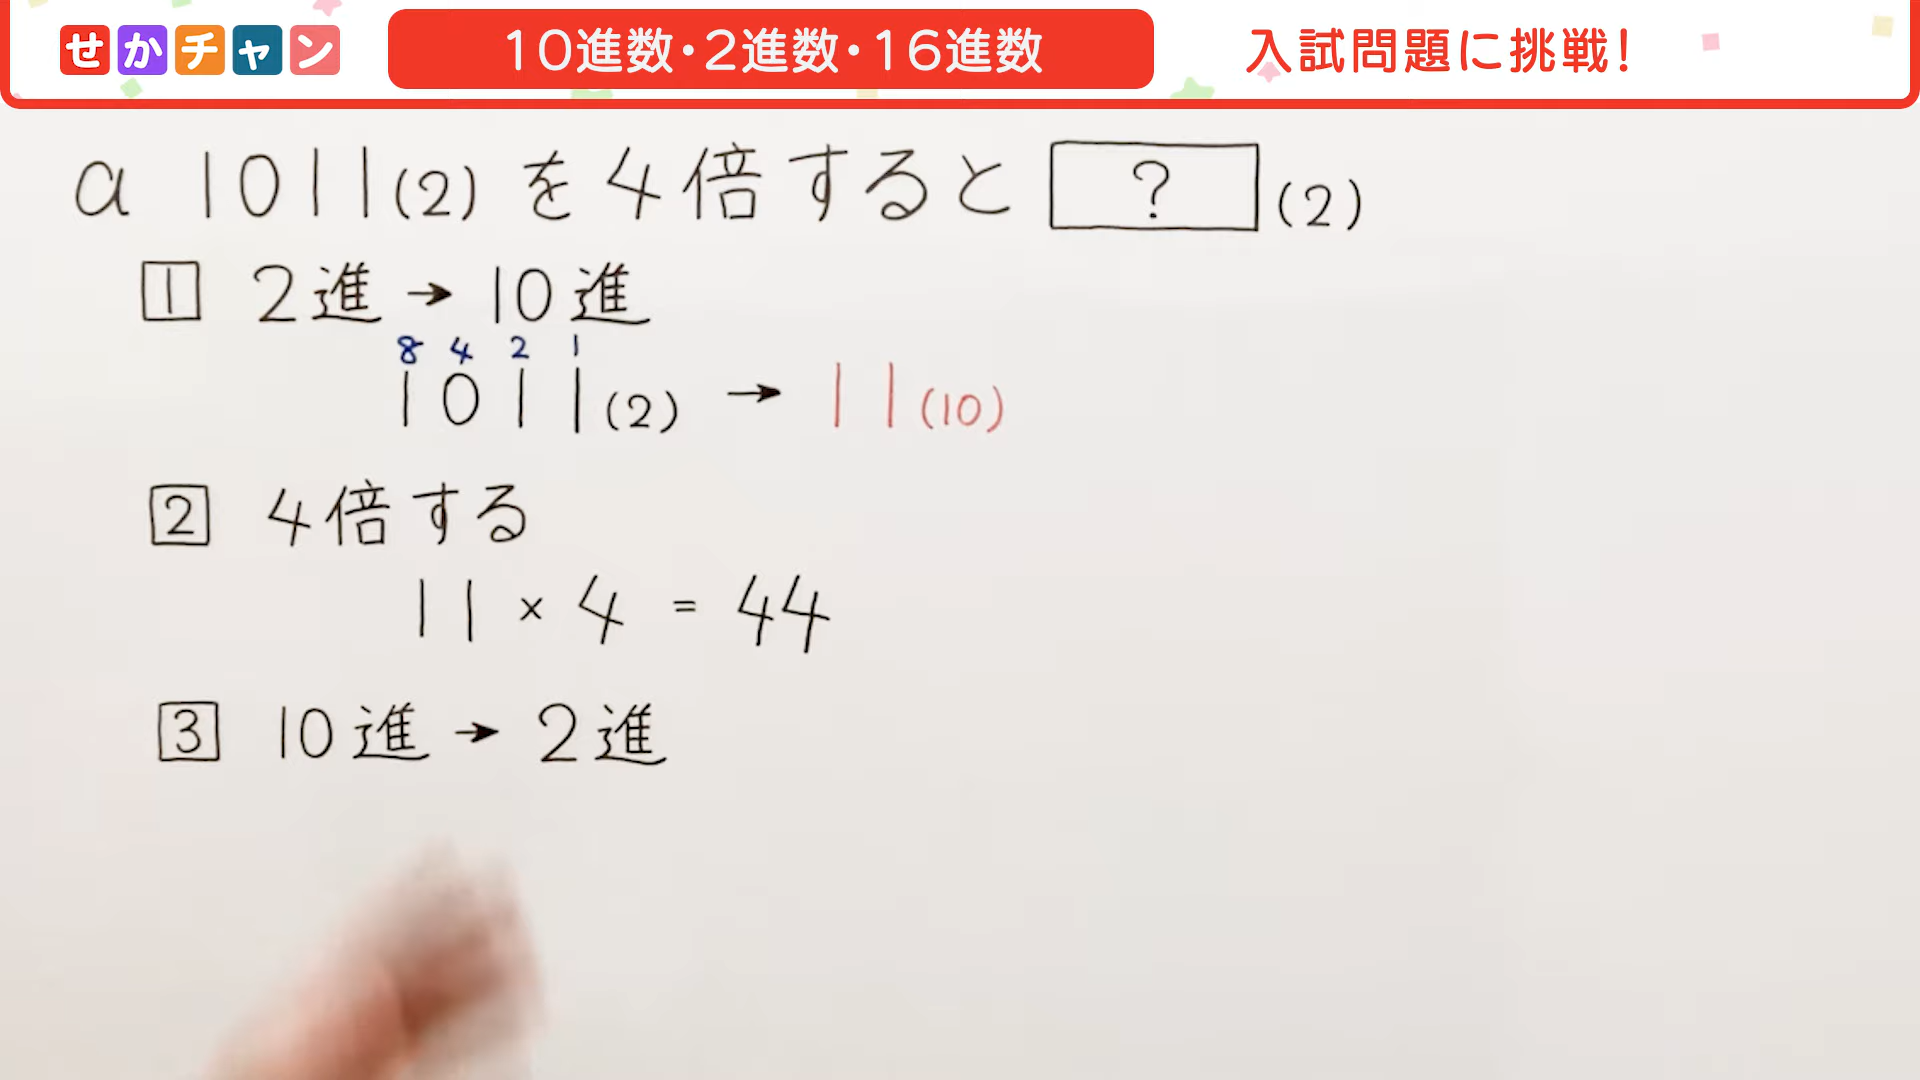 せかチャン
10進数・2進数・16進数
入試問題に挑戦!
a 1011(2) を4倍すると ? (2)
1 2進 → 10進
8 4 2 1
1011(2) → 11(10)
2 4倍する
11 × 4 = 44
3 10進 → 2進